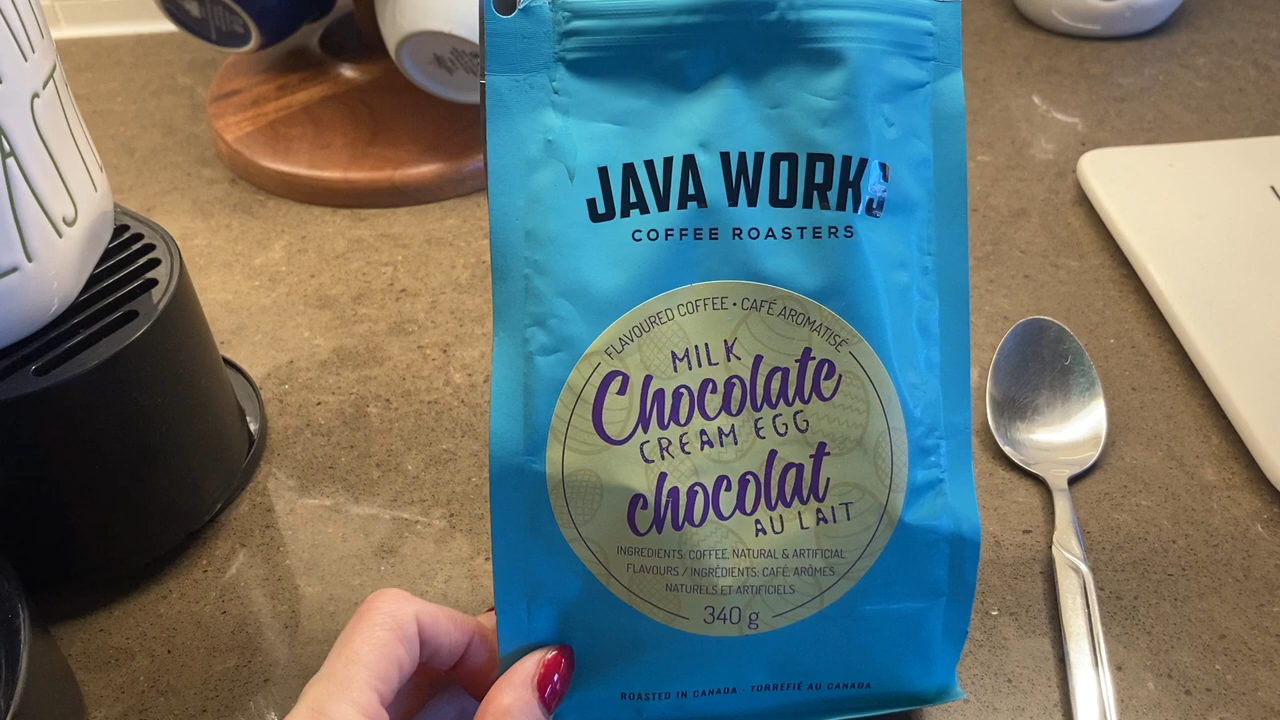 JAVA WORKS
COFFEE ROASTERS
FLAVOURED COFFEE • CAFÉ AROMATISÉ
MILK
Chocolate
CREAM EGG
chocolat
AU LAIT
INGREDIENTS: COFFEE, NATURAL & ARTIFICIAL
FLAVOURS / INGRÉDIENTS: CAFÉ, ARÔMES
NATURELS ET ARTIFICIELS
340 g
ROASTED IN CANADA · TORRÉFIÉ AU CANADA